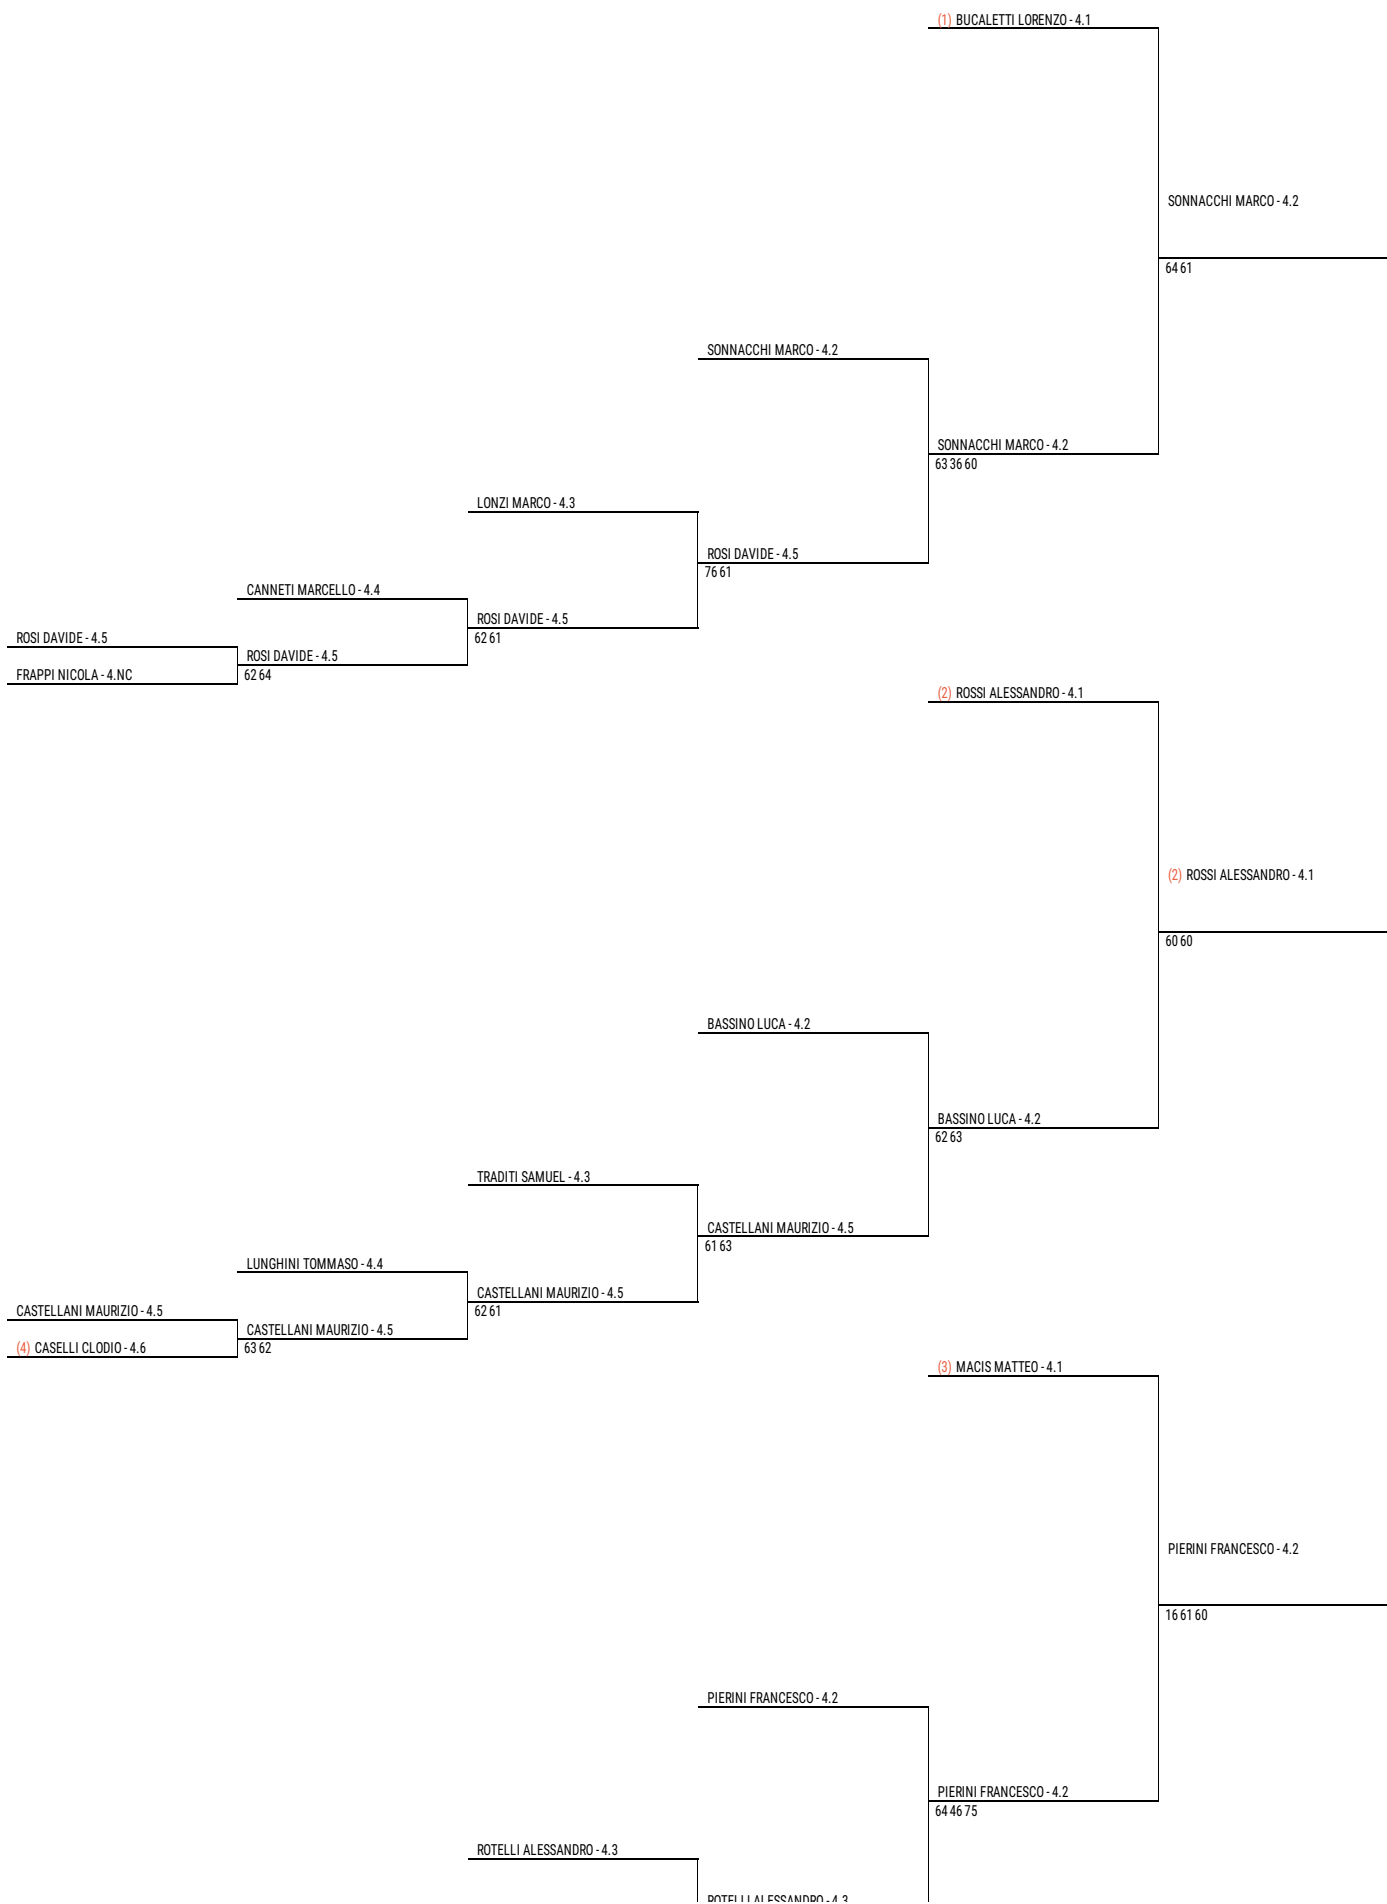 (1) BUCALETTI LORENZO - 4.1
SONNACCHI MARCO - 4.2
64 61
SONNACCHI MARCO - 4.2
SONNACCHI MARCO - 4.2
63 36 60
LONZI MARCO - 4.3
ROSI DAVIDE - 4.5
76 61
CANNETI MARCELLO - 4.4
ROSI DAVIDE - 4.5
62 61
ROSI DAVIDE - 4.5
ROSI DAVIDE - 4.5
62 64
FRAPPI NICOLA - 4.NC
(2) ROSSI ALESSANDRO - 4.1
(2) ROSSI ALESSANDRO - 4.1
60 60
BASSINO LUCA - 4.2
BASSINO LUCA - 4.2
62 63
TRADITI SAMUEL - 4.3
CASTELLANI MAURIZIO - 4.5
61 63
LUNGHINI TOMMASO - 4.4
CASTELLANI MAURIZIO - 4.5
62 61
CASTELLANI MAURIZIO - 4.5
CASTELLANI MAURIZIO - 4.5
63 62
(4) CASELLI CLODIO - 4.6
(3) MACIS MATTEO - 4.1
PIERINI FRANCESCO - 4.2
16 61 60
PIERINI FRANCESCO - 4.2
PIERINI FRANCESCO - 4.2
64 46 75
ROTELLI ALESSANDRO - 4.3
ROTELLI ALESSANDRO - 4.3